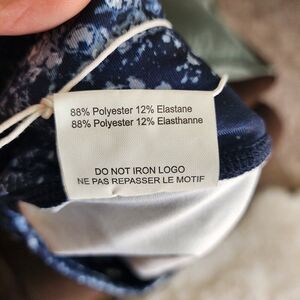 88% Polyester 12% Elastane
88% Polyester 12% Elasthanne
DO NOT IRON LOGO
NE PAS REPASSER LE MOTIF